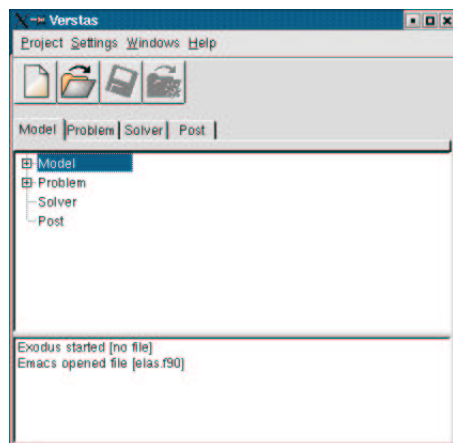 Verstas
Project Settings Windows Help
Model Problem Solver Post
Model
Problem
Solver
Post
Exodus started [no file]
Emacs opened file [elas.f90]